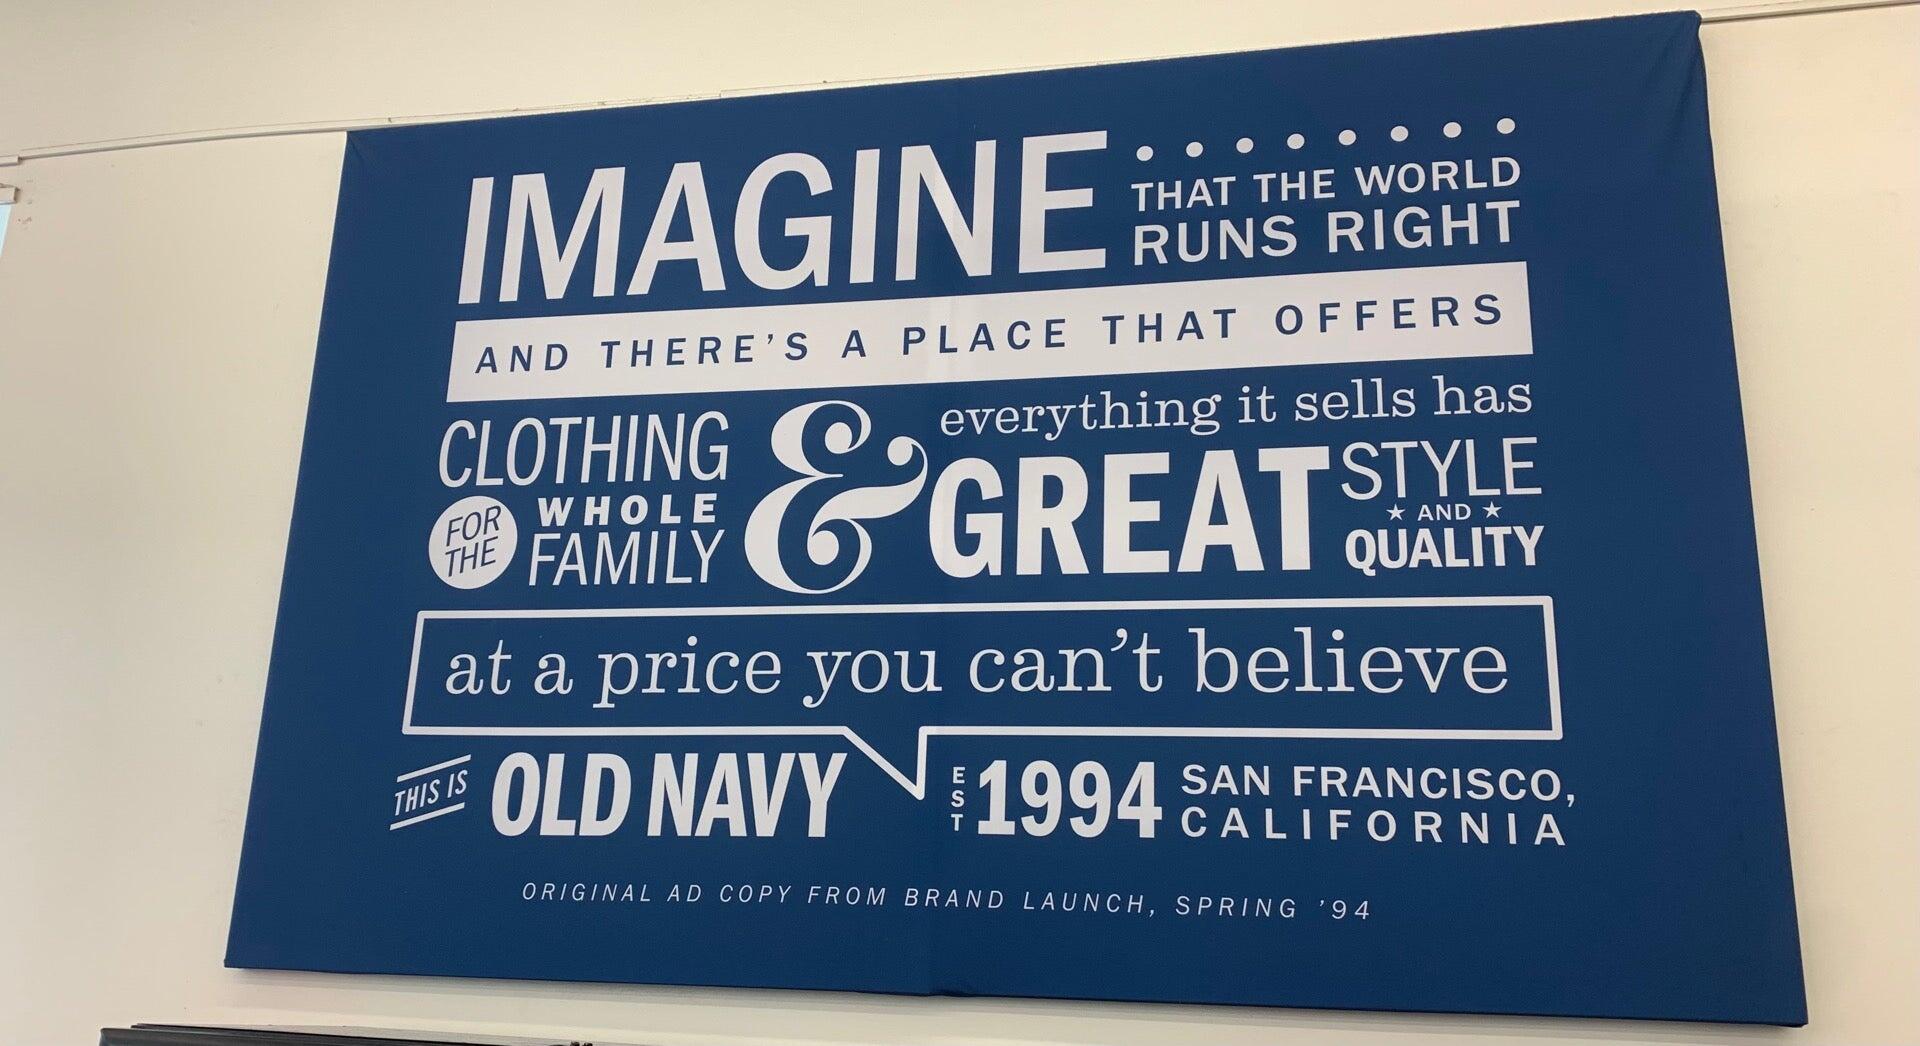 IMAGINE
THAT THE WORLD
RUNS RIGHT
AND THERE'S A PLACE THAT OFFERS
CLOTHING
FOR THE
WHOLE
FAMILY
&
everything it sells has
GREAT
STYLE
AND
QUALITY
at a price you can't believe
THIS IS
OLD NAVY
EST
1994
SAN FRANCISCO,
CALIFORNIA
ORIGINAL AD COPY FROM BRAND LAUNCH, SPRING '94